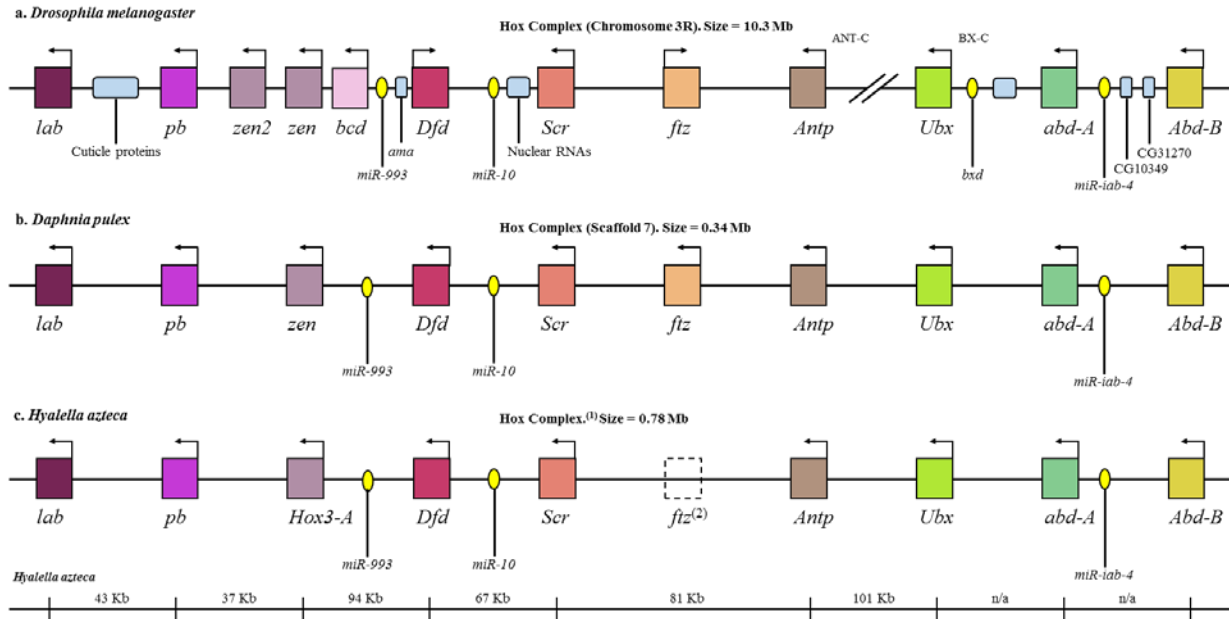 a. Drosophila melanogaster
Hox Complex (Chromosome 3R). Size = 10.3 Mb
ANT-C
BX-C
lab
pb
zen2
zen
bcd
Dfd
Scr
ftz
Antp
Ubx
abd-A
Abd-B
Cuticle proteins
ama
Nuclear RNAs
CG31270
CG10349
miR-993
miR-10
bxd
miR-iab-4
b. Daphnia pulex
Hox Complex (Scaffold 7). Size = 0.34 Mb
lab
pb
zen
Dfd
Scr
ftz
Antp
Ubx
abd-A
Abd-B
miR-993
miR-10
miR-iab-4
c. Hyalella azteca
Hox Complex.(1) Size = 0.78 Mb
lab
pb
Hox3-A
Dfd
Scr
ftz(2)
Antp
Ubx
abd-A
Abd-B
miR-993
miR-10
miR-iab-4
Hyalella azteca
43 Kb
37 Kb
94 Kb
67 Kb
81 Kb
101 Kb
n/a
n/a